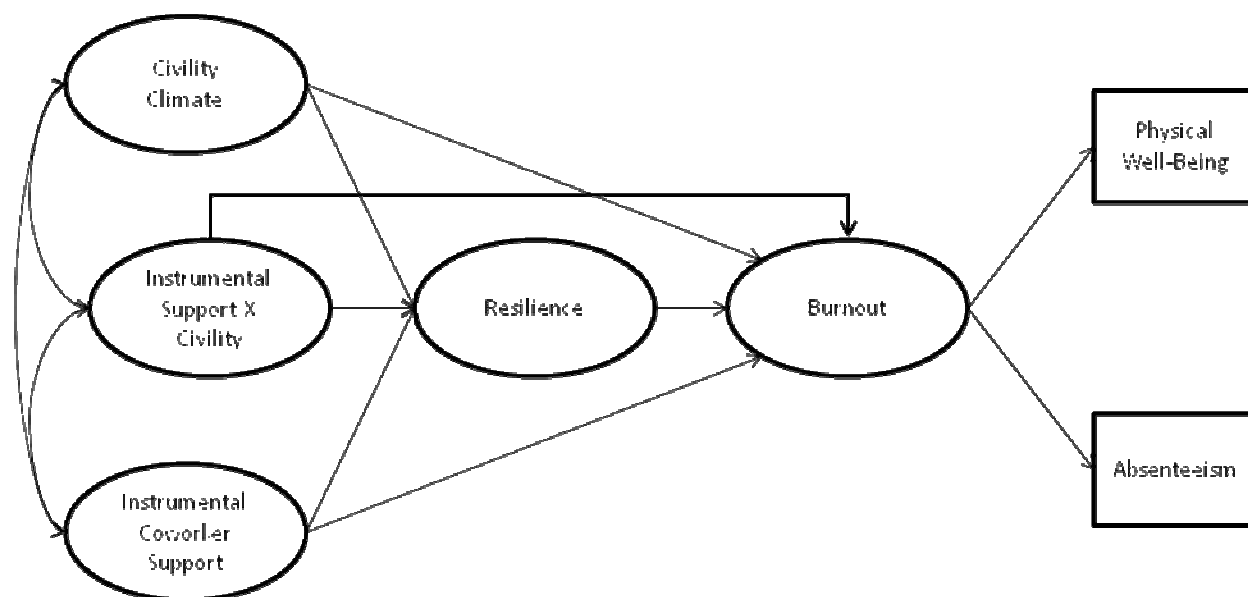 Civility
Climate
Instrumental
Support X
Civility
Instrumental
Coworker
Support
Resilience
Burnout
Physical
Well-Being
Absenteeism